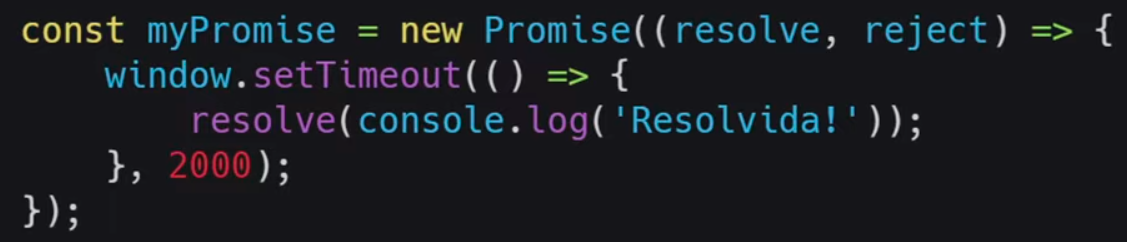 const myPromise = new Promise((resolve, reject) => {
    window.setTimeout(() => {
        resolve(console.log('Resolvida!'));
    }, 2000);
});